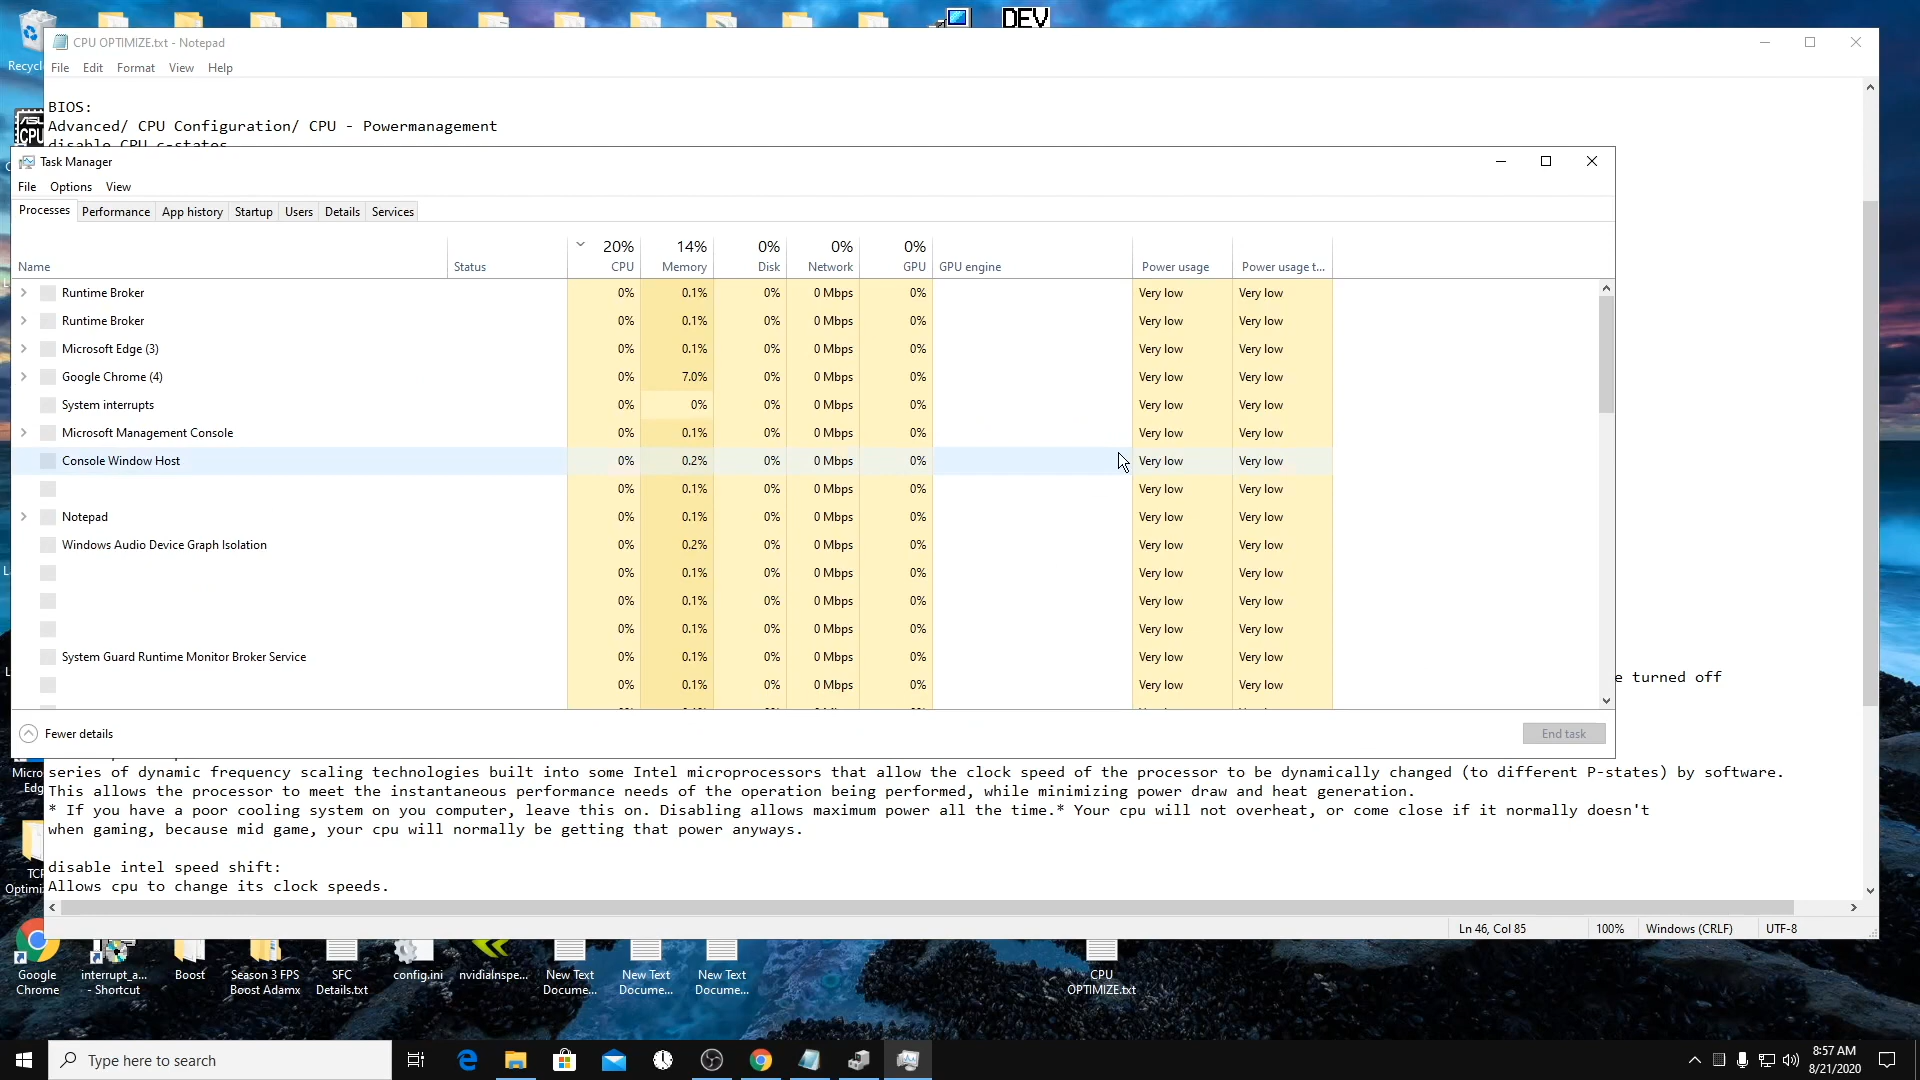 DEV
Recycl
CPU OPTIMIZE.txt - Notepad
File Edit Format View Help
BIOS:
Advanced/ CPU Configuration/ CPU - Powermanagement
disable CPU c-states
Task Manager
File Options View
Processes Performance App history Startup Users Details Services
20% 14% 0% 0% 0%
Name Status CPU Memory Disk Network GPU GPU engine Power usage Power usage t...
Runtime Broker 0% 0.1% 0% 0 Mbps 0% Very low Very low
Runtime Broker 0% 0.1% 0% 0 Mbps 0% Very low Very low
Microsoft Edge (3) 0% 0.1% 0% 0 Mbps 0% Very low Very low
Google Chrome (4) 0% 7.0% 0% 0 Mbps 0% Very low Very low
System interrupts 0% 0% 0% 0 Mbps 0% Very low Very low
Microsoft Management Console 0% 0.1% 0% 0 Mbps 0% Very low Very low
Console Window Host 0% 0.2% 0% 0 Mbps 0% Very low Very low
0% 0.1% 0% 0 Mbps 0% Very low Very low
Notepad 0% 0.1% 0% 0 Mbps 0% Very low Very low
Windows Audio Device Graph Isolation 0% 0.2% 0% 0 Mbps 0% Very low Very low
0% 0.1% 0% 0 Mbps 0% Very low Very low
0% 0.1% 0% 0 Mbps 0% Very low Very low
0% 0.1% 0% 0 Mbps 0% Very low Very low
System Guard Runtime Monitor Broker Service 0% 0.1% 0% 0 Mbps 0% Very low Very low
0% 0.1% 0% 0 Mbps 0% Very low Very low
e turned off
Fewer details End task
series of dynamic frequency scaling technologies built into some Intel microprocessors that allow the clock speed of the processor to be dynamically changed (to different P-states) by software.
This allows the processor to meet the instantaneous performance needs of the operation being performed, while minimizing power draw and heat generation.
* If you have a poor cooling system on you computer, leave this on. Disabling allows maximum power all the time.* Your cpu will not overheat, or come close if it normally doesn't
when gaming, because mid game, your cpu will normally be getting that power anyways.
disable intel speed shift:
Allows cpu to change its clock speeds.
Ln 46, Col 85 100% Windows (CRLF) UTF-8
Micro
Edg
TCP
Optimi
Google
Chrome
interrupt_a...
- Shortcut
Boost
Season 3 FPS
Boost Adamx
SFC
Details.txt
config.ini
nvidiaInspe...
New Text
Docume...
New Text
Docume...
New Text
Docume...
CPU
OPTIMIZE.txt
Type here to search
8:57 AM
8/21/2020